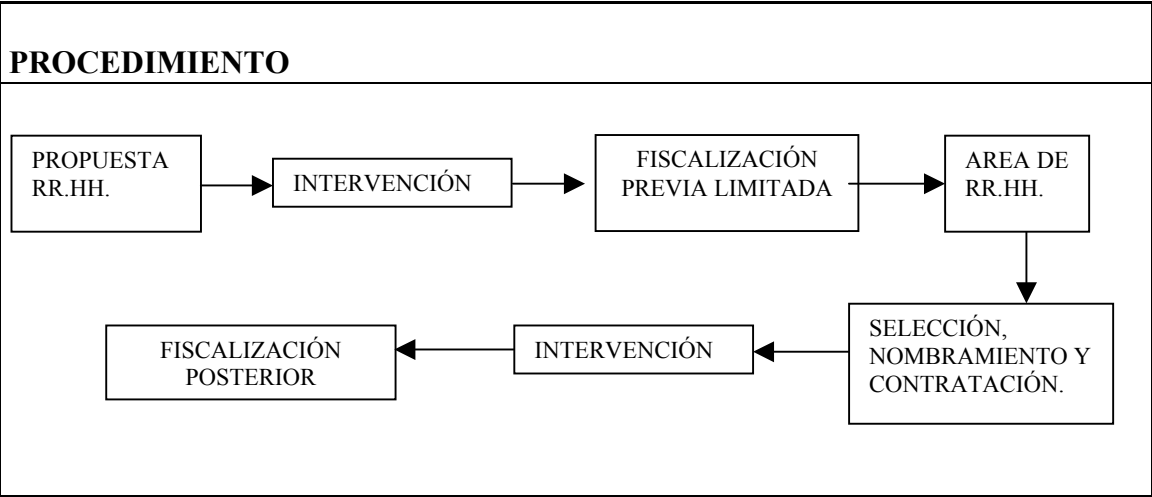 PROCEDIMIENTO
PROPUESTA
RR.HH.
INTERVENCIÓN
FISCALIZACIÓN
PREVIA LIMITADA
AREA DE
RR.HH.
SELECCIÓN,
NOMBRAMIENTO Y
CONTRATACIÓN.
INTERVENCIÓN
FISCALIZACIÓN
POSTERIOR